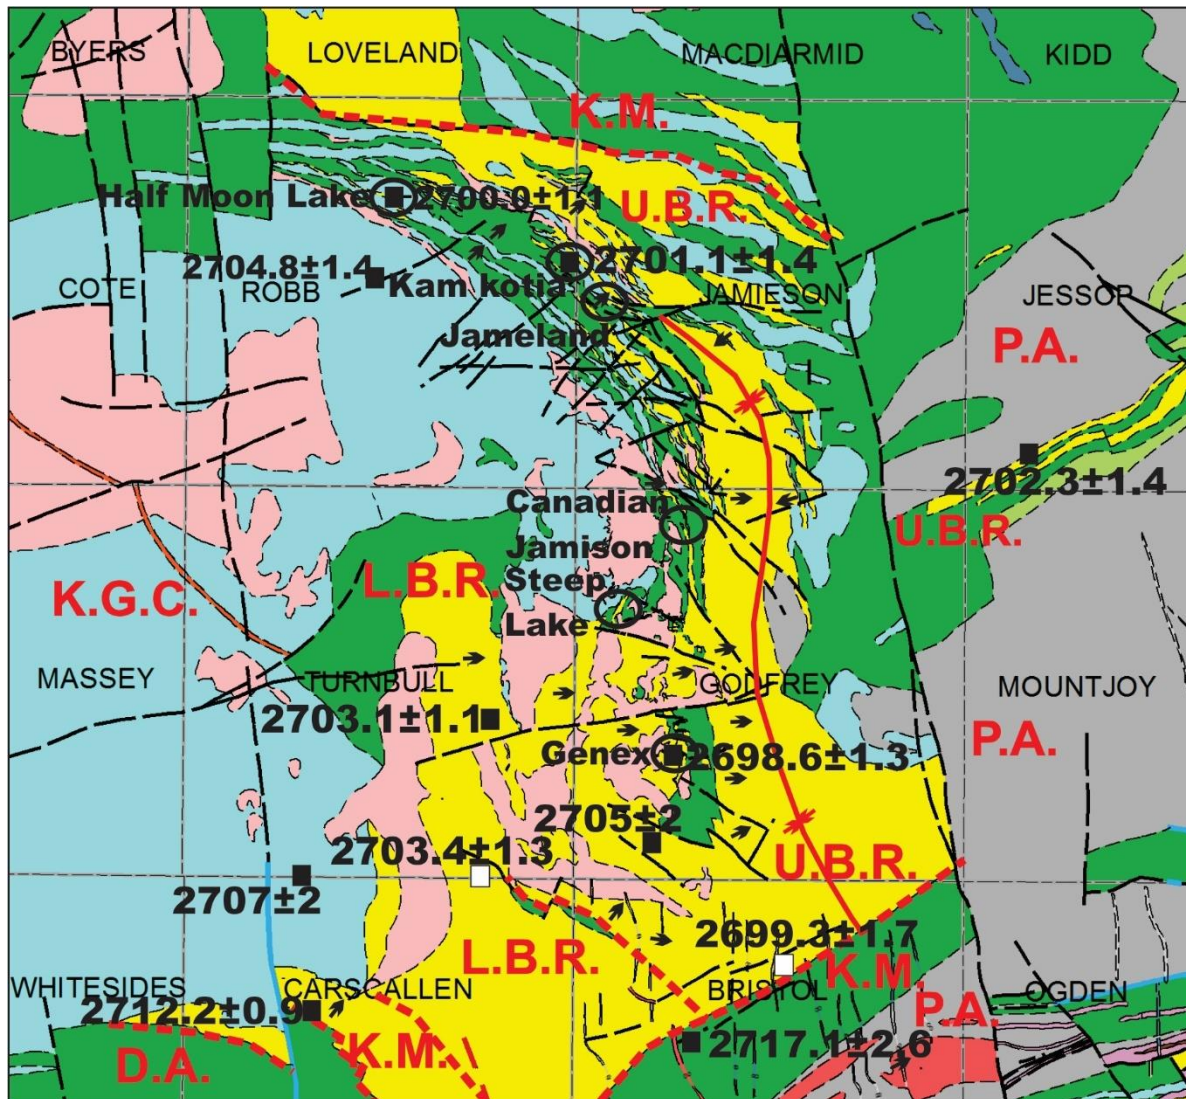 BYERS
LOVELAND
MACDIARMID
KIDD
K.M.
Half Moon Lake
2700.0±1.1
U.B.R.
2704.8±1.4
2701.1±1.4
COTE
ROBB
Kam kotia
JAMIESON
JESSOP
Jameland
P.A.
2702.3±1.4
Canadian
Jamison
U.B.R.
Steep
Lake
L.B.R.
K.G.C.
MASSEY
TURNBULL
GODFREY
MOUNTJOY
2703.1±1.1
P.A.
Genex
2698.6±1.3
2705±2
2703.4±1.3
U.B.R.
2707±2
2699.3±1.7
L.B.R.
K.M.
WHITESIDES
CARSCALLEN
BRISTOL
OGDEN
2712.2±0.9
P.A.
K.M.
2717.1±2.6
D.A.